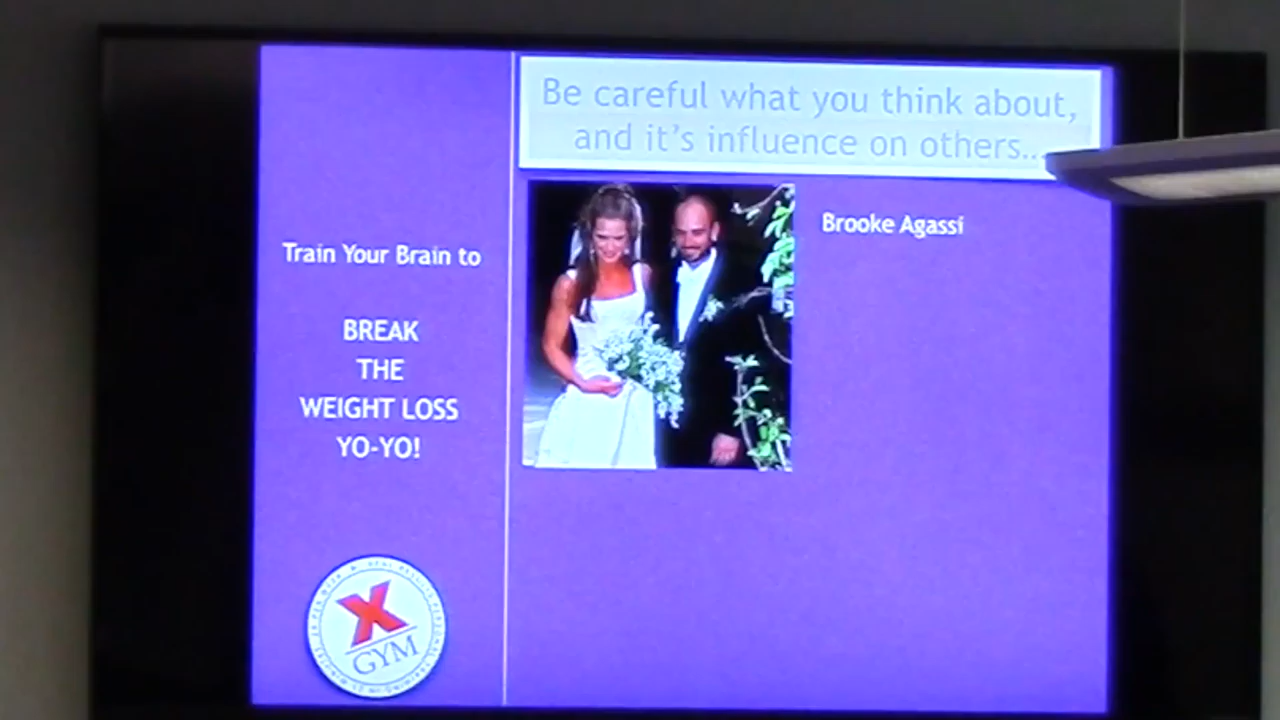 Be careful what you think about,
and it's influence on others...
Brooke Agassi
Train Your Brain to
BREAK
THE
WEIGHT LOSS
YO-YO!
X
GYM